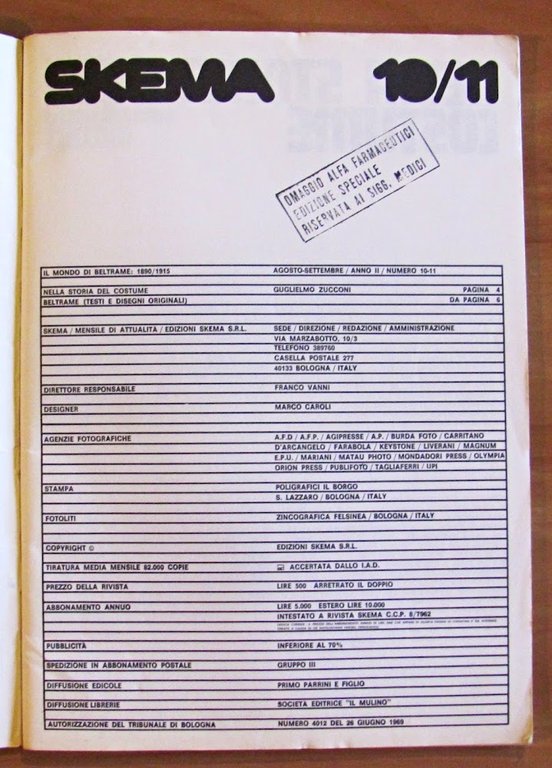 SKEMA 10/11
OMAGGIO ALFA FARMACEUTICI
EDIZIONE SPECIALE
RISERVATA AI SIGG. MEDICI
IL MONDO DI BELTRAME: 1890/1915 AGOSTO-SETTEMBRE / ANNO II / NUMERO 10-11
NELLA STORIA DEL COSTUME GUGLIELMO ZUCCONI PAGINA 4
BELTRAME (TESTI E DISEGNI ORIGINALI) DA PAGINA 6
SKEMA / MENSILE DI ATTUALITA / EDIZIONI SKEMA S.R.L. SEDE / DIREZIONE / REDAZIONE / AMMINISTRAZIONE
VIA MARZABOTTO, 10/3
TELEFONO 389760
CASELLA POSTALE 277
40133 BOLOGNA / ITALY
DIRETTORE RESPONSABILE FRANCO VANNI
DESIGNER MARCO CAROLI
AGENZIE FOTOGRAFICHE A.F.D / A.F.P. / AGIPRESSE / A.P. / BURDA FOTO / CARRITANO
D'ARCANGELO / FARABOLA / KEYSTONE / LIVERANI / MAGNUM
E.P.U. / MARIANI / MATAU PHOTO / MONDADORI PRESS / OLYMPIA
ORION PRESS / PUBLIFOTO / TAGLIAFERRI / UPI
STAMPA POLIGRAFICI IL BORGO
S. LAZZARO / BOLOGNA / ITALY
FOTOLITI ZINCOGRAFICA FELSINEA / BOLOGNA / ITALY
COPYRIGHT © EDIZIONI SKEMA S.R.L.
TIRATURA MEDIA MENSILE 82.000 COPIE ACCERTATA DALLO I.A.D.
PREZZO DELLA RIVISTA LIRE 500 ARRETRATO IL DOPPIO
ABBONAMENTO ANNUO LIRE 5.000 ESTERO LIRE 10.000
INTESTATO A RIVISTA SKEMA C.C.P. 8/7962
PUBBLICITÀ INFERIORE AL 70%
SPEDIZIONE IN ABBONAMENTO POSTALE GRUPPO III
DIFFUSIONE EDICOLE PRIMO PARRINI E FIGLIO
DIFFUSIONE LIBRERIE SOCIETÀ EDITRICE "IL MULINO"
AUTORIZZAZIONE DEL TRIBUNALE DI BOLOGNA NUMERO 4012 DEL 26 GIUGNO 1969